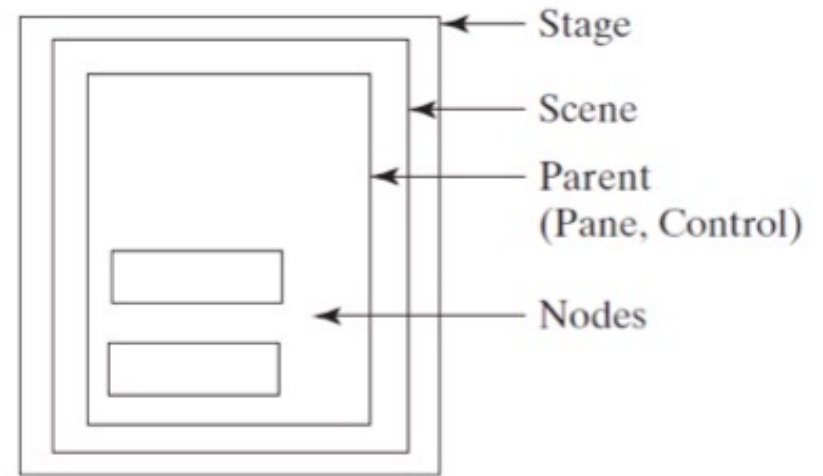 Stage
Scene
Parent
(Pane, Control)
Nodes